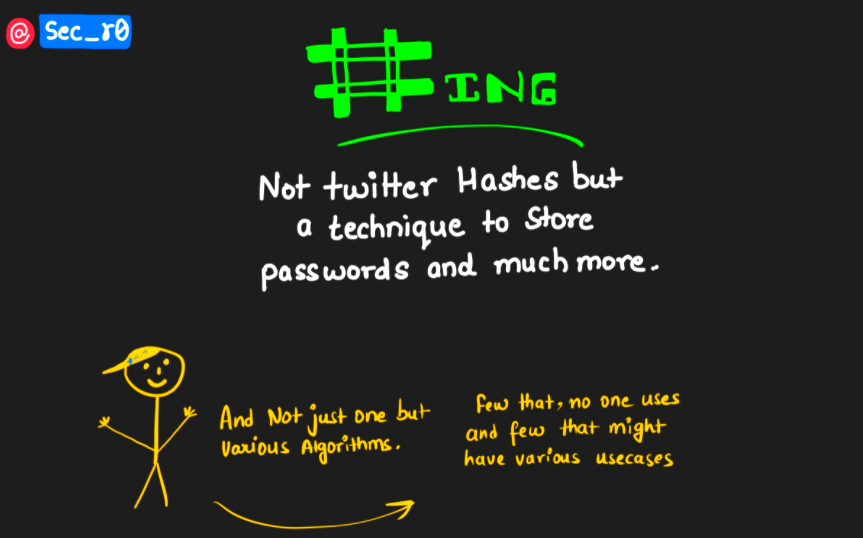 @ Sec_r0
#ING
Not twitter Hashes but
a technique to Store
passwords and much more.
And Not just one but
Various Algorithms.
Few that, no one uses
and few that might
have various usecases